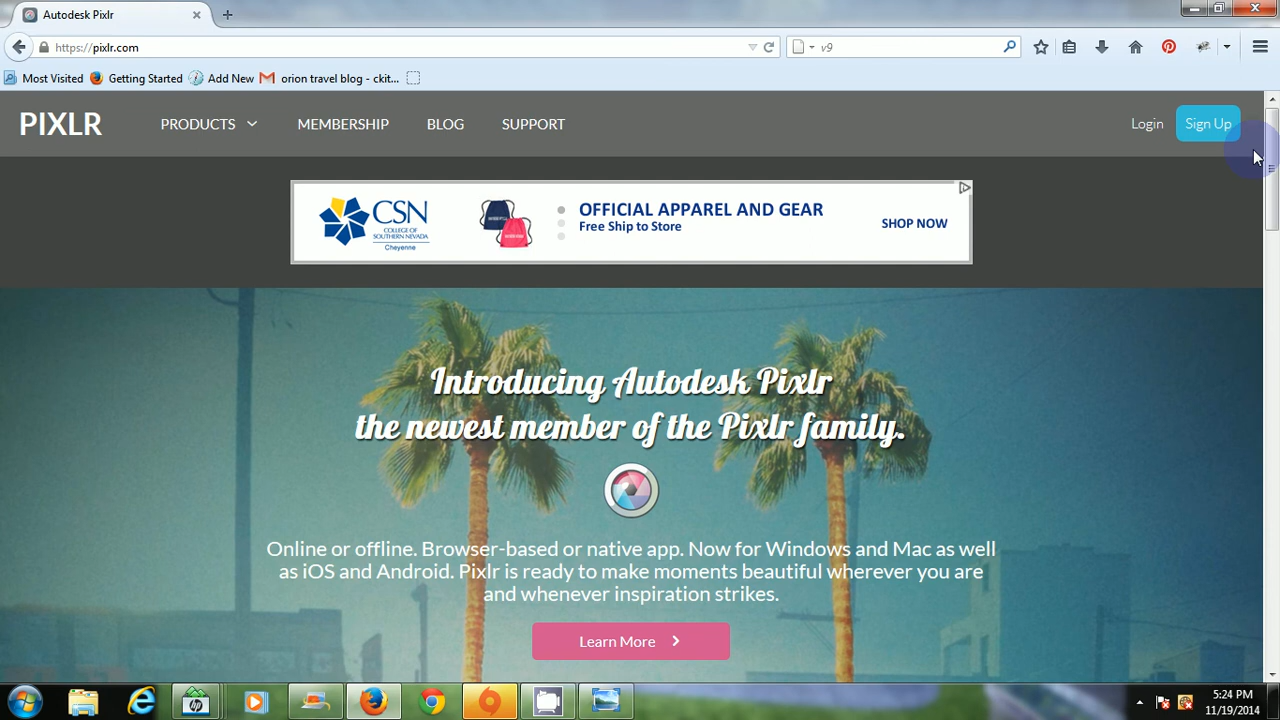 Autodesk Pixlr
https://pixlr.com
v9
Most Visited
Getting Started
Add New
orion travel blog - ckit...
PIXLR
PRODUCTS
MEMBERSHIP
BLOG
SUPPORT
Login
Sign Up
CSN
COLLEGE OF
SOUTHERN NEVADA
Cheyenne
OFFICIAL APPAREL AND GEAR
Free Ship to Store
SHOP NOW
Introducing Autodesk Pixlr
the newest member of the Pixlr family.
Online or offline. Browser-based or native app. Now for Windows and Mac as well
as iOS and Android. Pixlr is ready to make moments beautiful wherever you are
and whenever inspiration strikes.
Learn More
hp
5:24 PM
11/19/2014